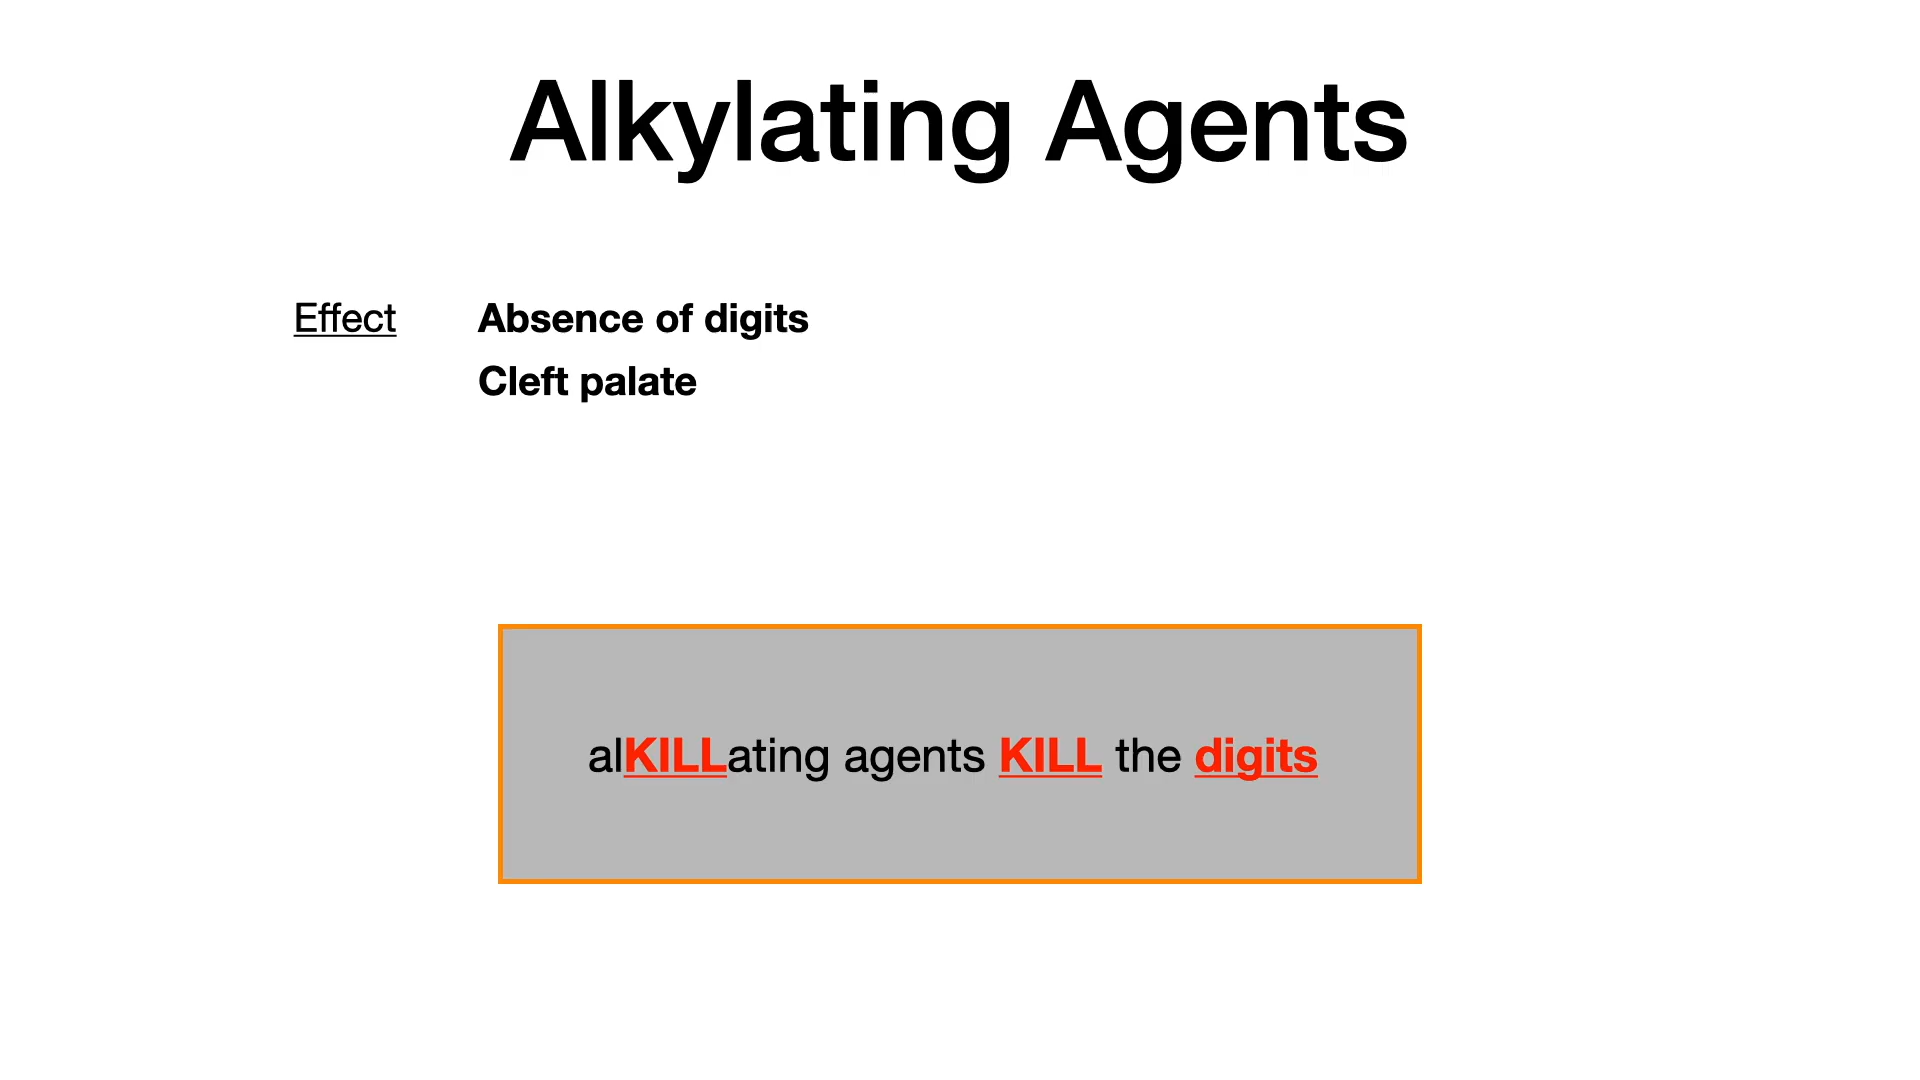 Alkylating Agents
Effect Absence of digits
Cleft palate
alKILLating agents KILL the digits